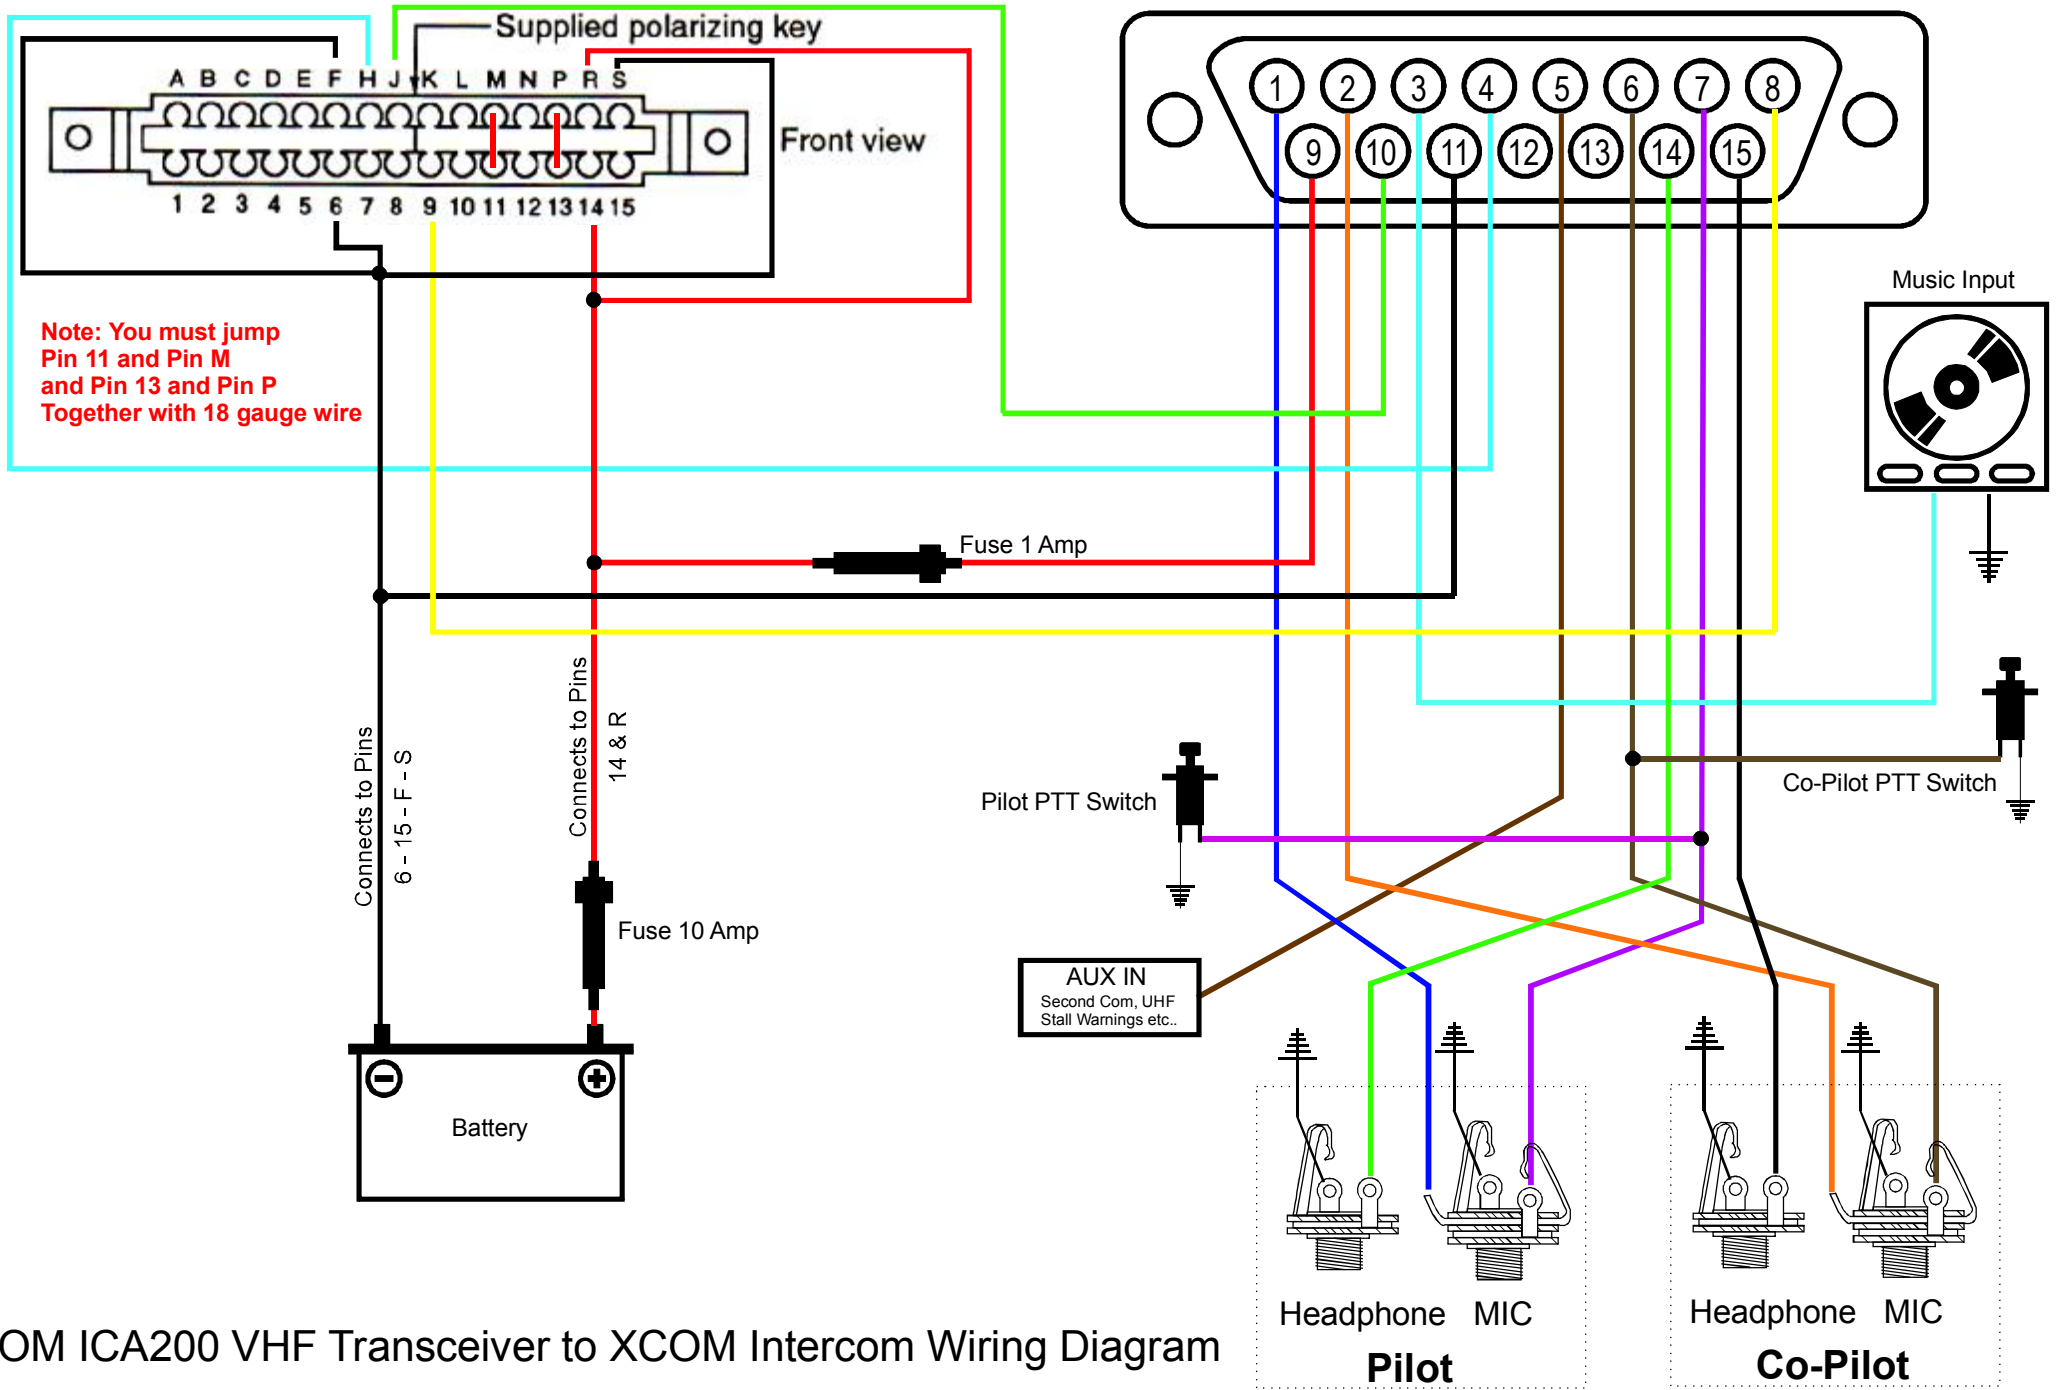 Supplied polarizing key
A B C D E F H J K L M N P R S
Front view
1 2 3 4 5 6 7 8 9 10 11 12 13 14 15
1 2 3 4 5 6 7 8
9 10 11 12 13 14 15
Music Input
Note: You must jump
Pin 11 and Pin M
and Pin 13 and Pin P
Together with 18 gauge wire
Fuse 1 Amp
Connects to Pins
6 - 15 - F - S
Connects to Pins
14 & R
Pilot PTT Switch
Co-Pilot PTT Switch
Fuse 10 Amp
AUX IN
Second Com, UHF
Stall Warnings etc..
Battery
Headphone MIC
Pilot
Headphone MIC
Co-Pilot
OM ICA200 VHF Transceiver to XCOM Intercom Wiring Diagram